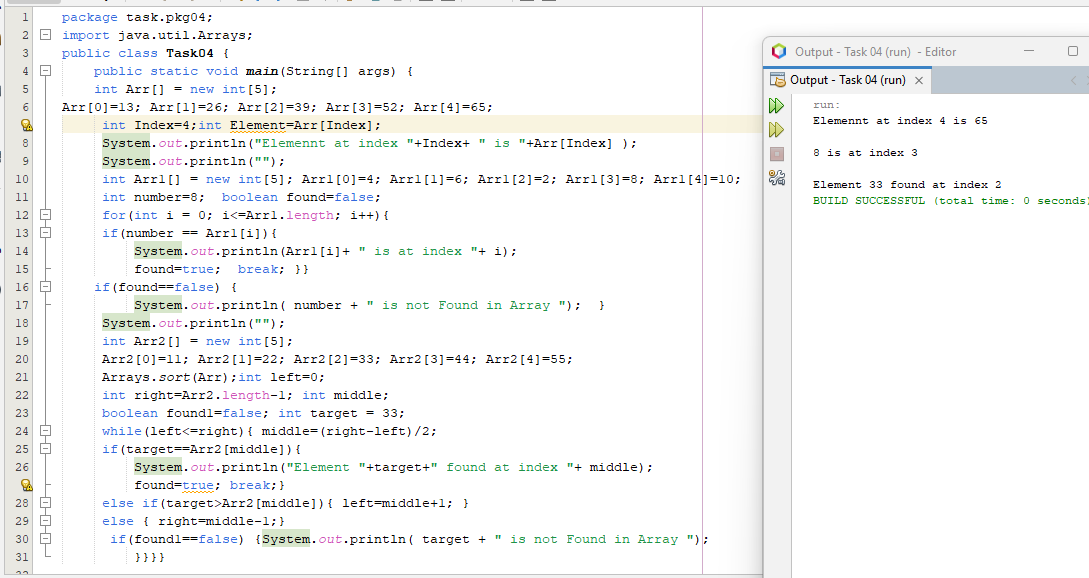 1 package task.pkg04;
2 import java.util.Arrays;
3 public class Task04 {
4 public static void main(String[] args) {
5 int Arr[] = new int[5];
6 Arr[0]=13; Arr[1]=26; Arr[2]=39; Arr[3]=52; Arr[4]=65;
int Index=4;int Element=Arr[Index];
8 System.out.println("Elemennt at index "+Index+ " is "+Arr[Index] );
9 System.out.println("");
10 int Arr1[] = new int[5]; Arr1[0]=4; Arr1[1]=6; Arr1[2]=2; Arr1[3]=8; Arr1[4]=10;
11 int number=8; boolean found=false;
12 for(int i = 0; i<=Arr1.length; i++){
13 if(number == Arr1[i]){
14 System.out.println(Arr1[i]+ " is at index "+ i);
15 found=true; break; }}
16 if(found==false) {
17 System.out.println( number + " is not Found in Array "); }
18 System.out.println("");
19 int Arr2[] = new int[5];
20 Arr2[0]=11; Arr2[1]=22; Arr2[2]=33; Arr2[3]=44; Arr2[4]=55;
21 Arrays.sort(Arr);int left=0;
22 int right=Arr2.length-1; int middle;
23 boolean found1=false; int target = 33;
24 while(left<=right){ middle=(right-left)/2;
25 if(target==Arr2[middle]){
26 System.out.println("Element "+target+" found at index "+ middle);
found=true; break;}
28 else if(target>Arr2[middle]){ left=middle+1; }
29 else { right=middle-1;}
30 if(found1==false) {System.out.println( target + " is not Found in Array ");
31 }}}}
Output - Task 04 (run) - Editor
Output - Task 04 (run)
run:
Elemennt at index 4 is 65
8 is at index 3
Element 33 found at index 2
BUILD SUCCESSFUL (total time: 0 seconds)